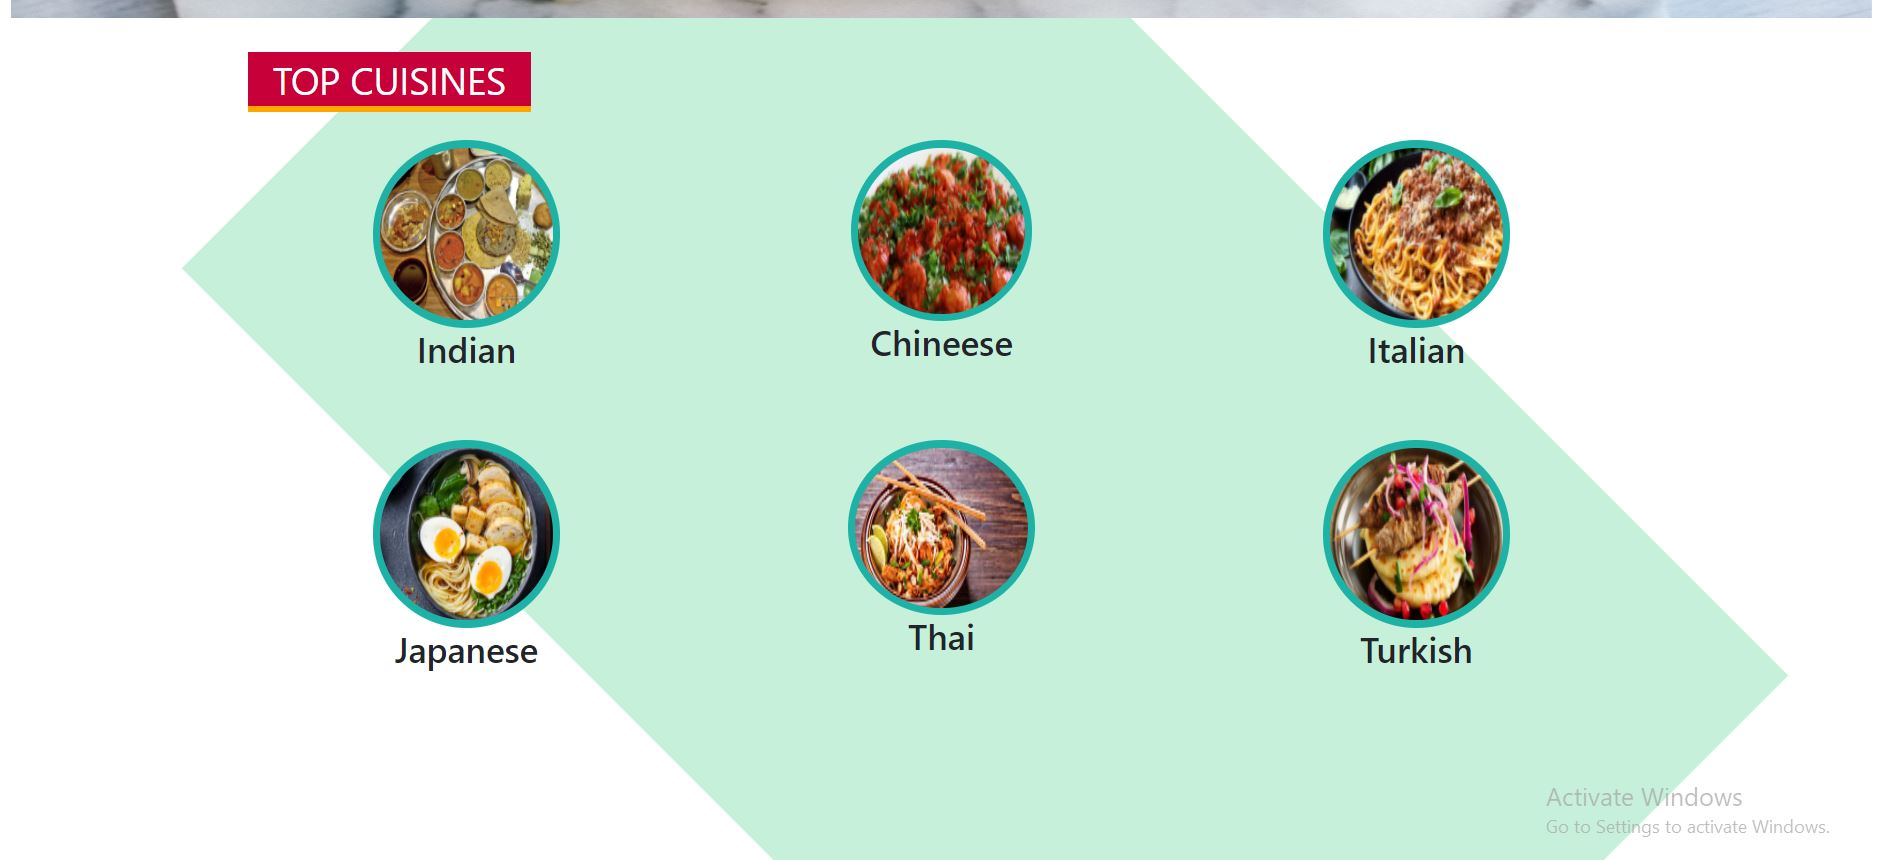 TOP CUISINES
Indian
Chineese
Italian
Japanese
Thai
Turkish
Activate Windows
Go to Settings to activate Windows.